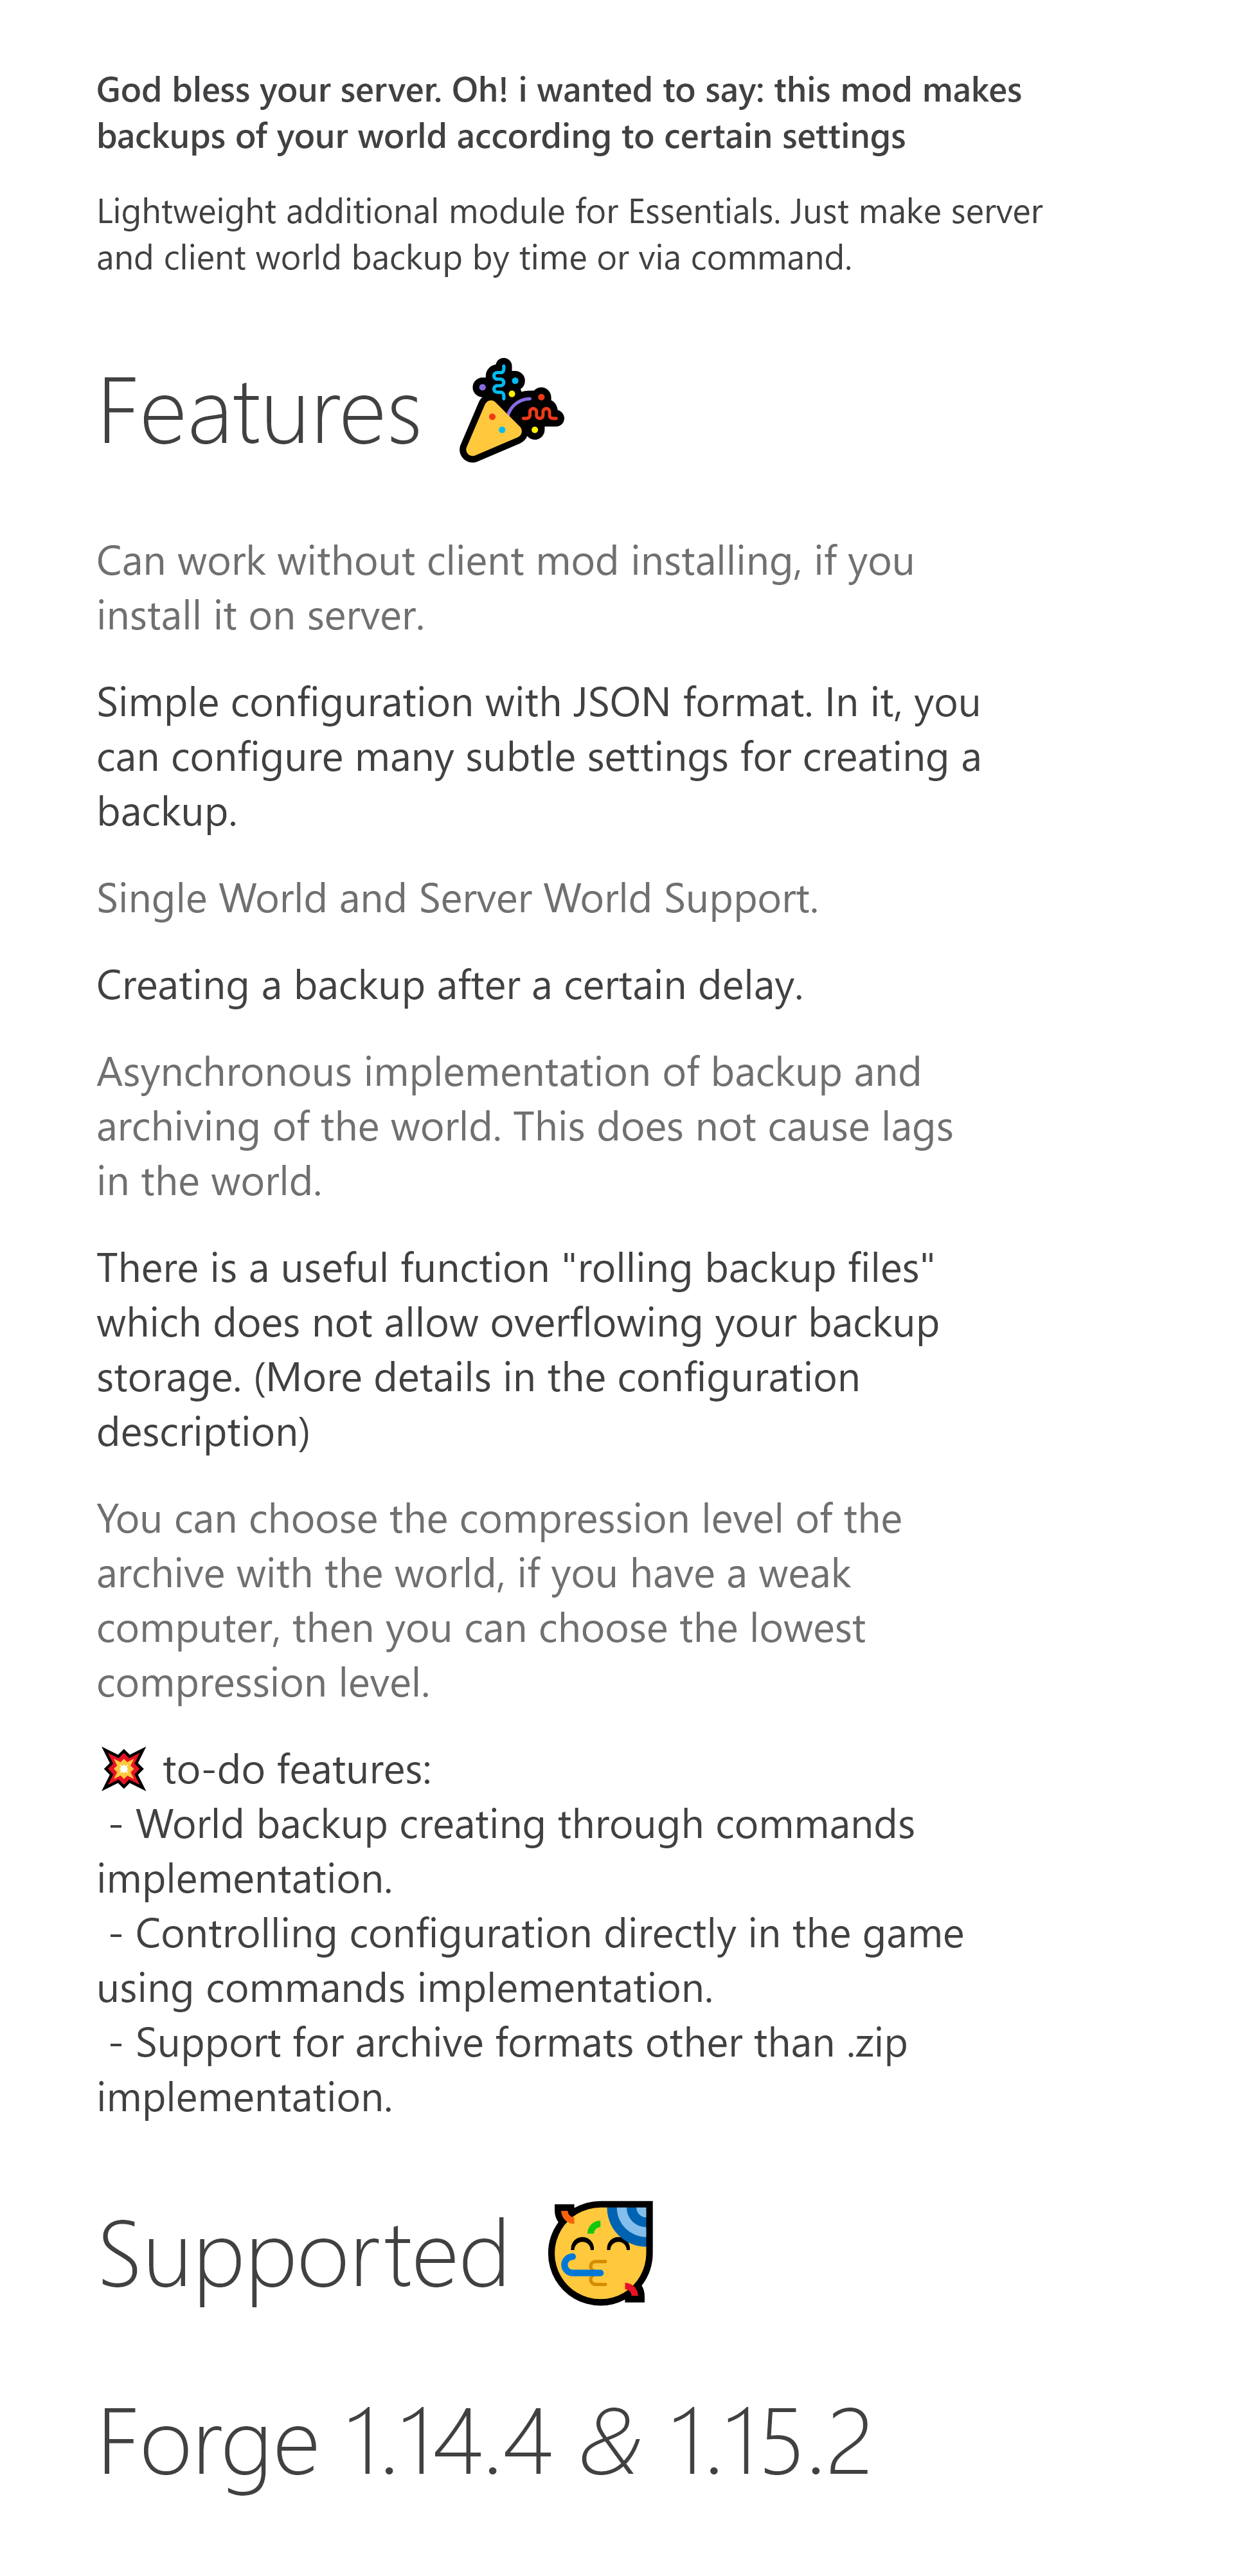 God bless your server. Oh! i wanted to say: this mod makes
backups of your world according to certain settings
Lightweight additional module for Essentials. Just make server
and client world backup by time or via command.
Features 🎉
Can work without client mod installing, if you
install it on server.
Simple configuration with JSON format. In it, you
can configure many subtle settings for creating a
backup.
Single World and Server World Support.
Creating a backup after a certain delay.
Asynchronous implementation of backup and
archiving of the world. This does not cause lags
in the world.
There is a useful function "rolling backup files"
which does not allow overflowing your backup
storage. (More details in the configuration
description)
You can choose the compression level of the
archive with the world, if you have a weak
computer, then you can choose the lowest
compression level.
💥 to-do features:
- World backup creating through commands
implementation.
- Controlling configuration directly in the game
using commands implementation.
- Support for archive formats other than .zip
implementation.
Supported 🥳
Forge 1.14.4 & 1.15.2